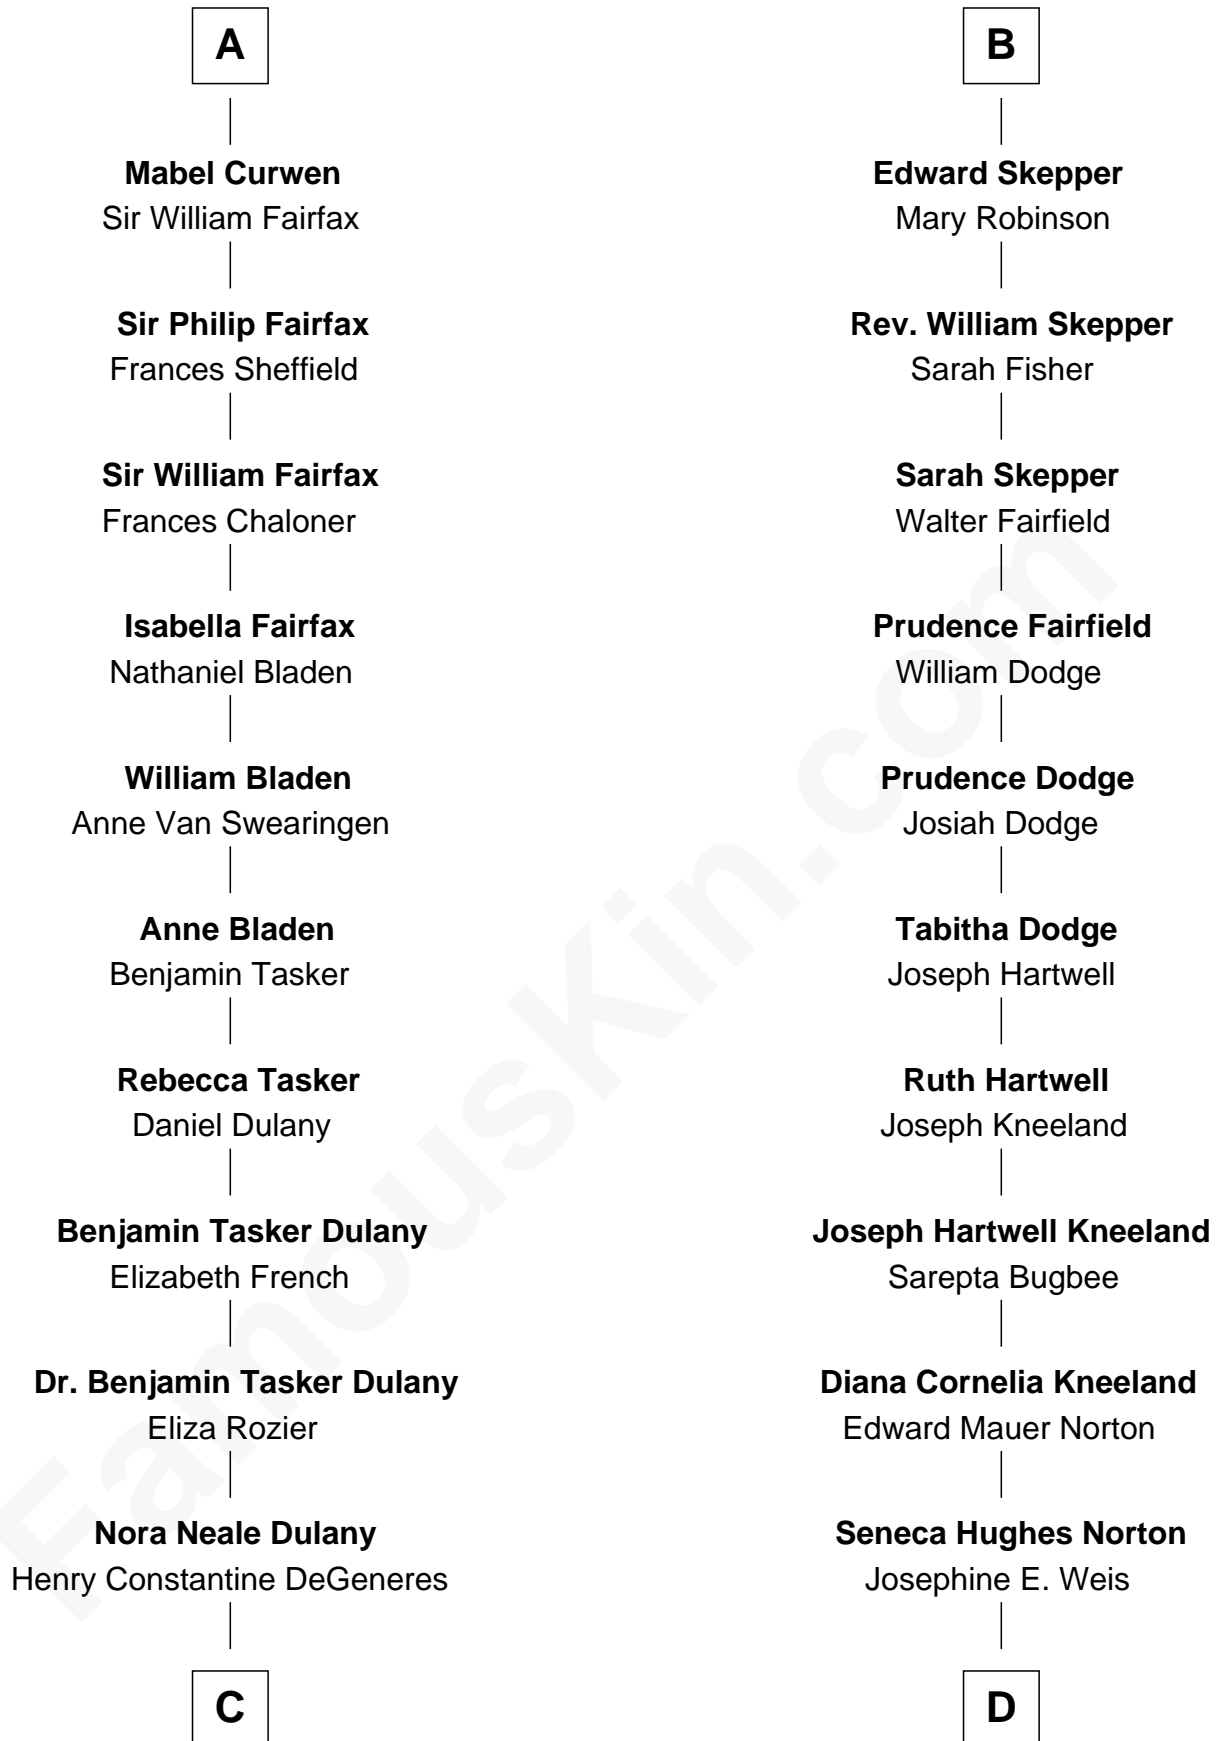 A
Mabel Curwen
Sir William Fairfax
Sir Philip Fairfax
Frances Sheffield
Sir William Fairfax
Frances Chaloner
Isabella Fairfax
Nathaniel Bladen
William Bladen
Anne Van Swearingen
Anne Bladen
Benjamin Tasker
Rebecca Tasker
Daniel Dulany
Benjamin Tasker Dulany
Elizabeth French
Dr. Benjamin Tasker Dulany
Eliza Rozier
Nora Neale Dulany
Henry Constantine DeGeneres
C
B
Edward Skepper
Mary Robinson
Rev. William Skepper
Sarah Fisher
Sarah Skepper
Walter Fairfield
Prudence Fairfield
William Dodge
Prudence Dodge
Josiah Dodge
Tabitha Dodge
Joseph Hartwell
Ruth Hartwell
Joseph Kneeland
Joseph Hartwell Kneeland
Sarepta Bugbee
Diana Cornelia Kneeland
Edward Mauer Norton
Seneca Hughes Norton
Josephine E. Weis
D
FamousKin.com